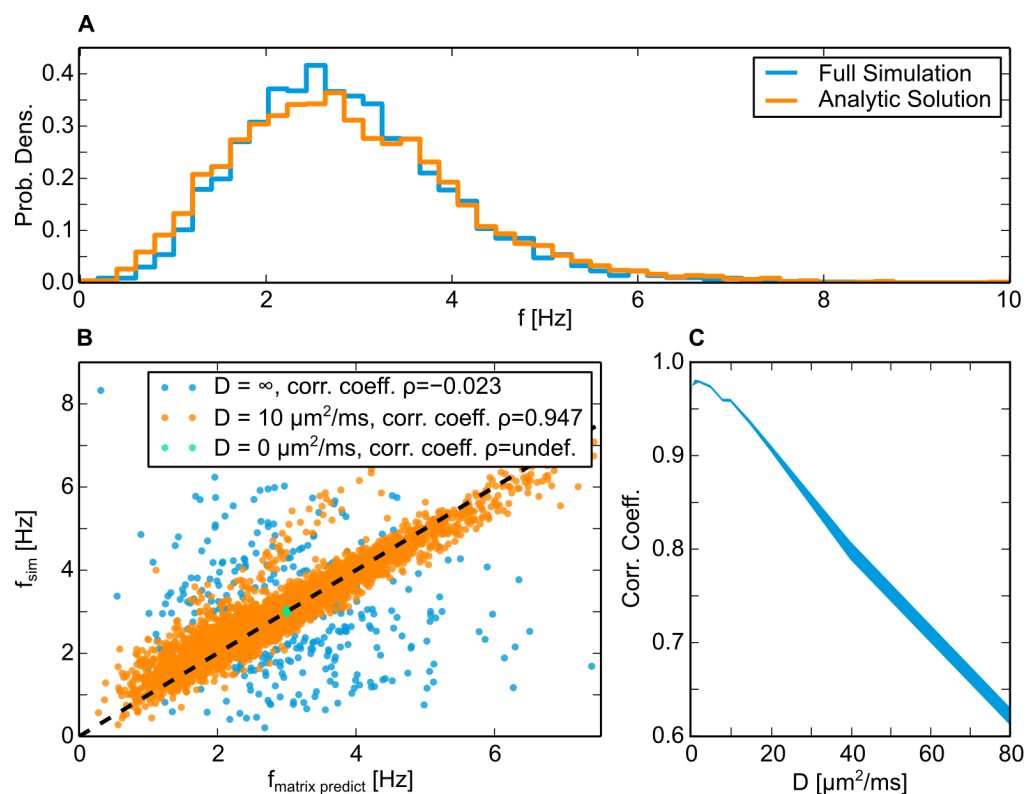 A
0.4
0.3
0.2
0.1
0.0
Prob. Dens.
Full Simulation
Analytic Solution
0
2
4
6
8
10
f [Hz]
B
8
6
4
2
0
f_sim [Hz]
D = ∞, corr. coeff. ρ=−0.023
D = 10 μm²/ms, corr. coeff. ρ=0.947
D = 0 μm²/ms, corr. coeff. ρ=undef.
0
2
4
6
f_matrix predict [Hz]
C
1.0
0.9
0.8
0.7
0.6
Corr. Coeff.
0
20
40
60
80
D [μm²/ms]